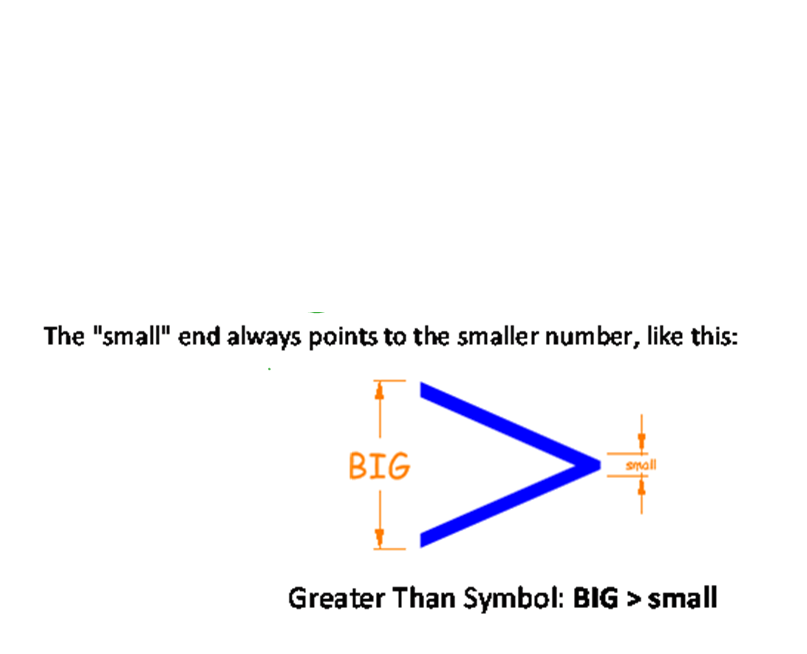 The "small" end always points to the smaller number, like this:
BIG
small
Greater Than Symbol: BIG > small